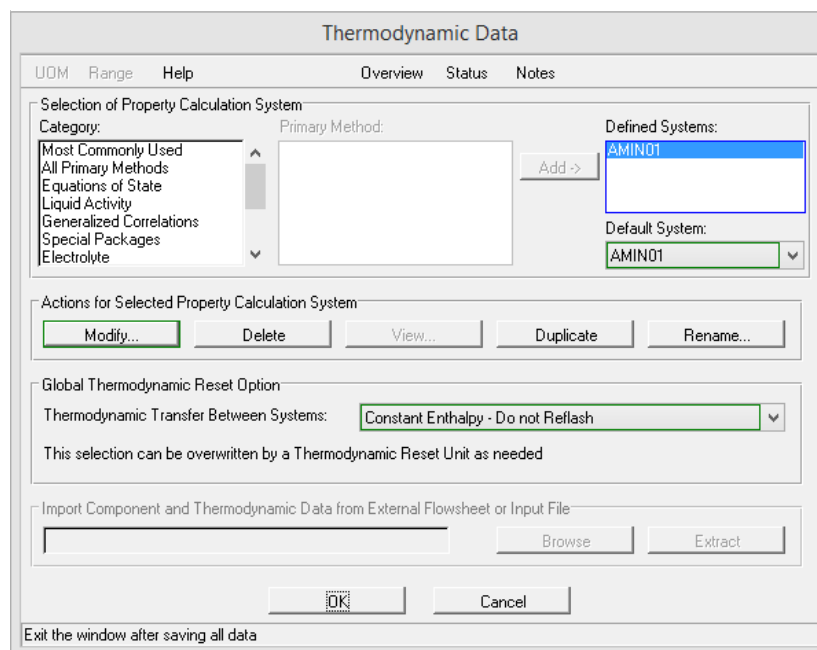 Thermodynamic Data
UOM Range Help Overview Status Notes
Selection of Property Calculation System
Category:
Most Commonly Used
All Primary Methods
Equations of State
Liquid Activity
Generalized Correlations
Special Packages
Electrolyte
Primary Method:
Add ->
Defined Systems:
AMIN01
Default System:
AMIN01
Actions for Selected Property Calculation System
Modify... Delete View... Duplicate Rename...
Global Thermodynamic Reset Option
Thermodynamic Transfer Between Systems: Constant Enthalpy - Do not Reflash
This selection can be overwritten by a Thermodynamic Reset Unit as needed
Import Component and Thermodynamic Data from External Flowsheet or Input File
Browse Extract
OK Cancel
Exit the window after saving all data